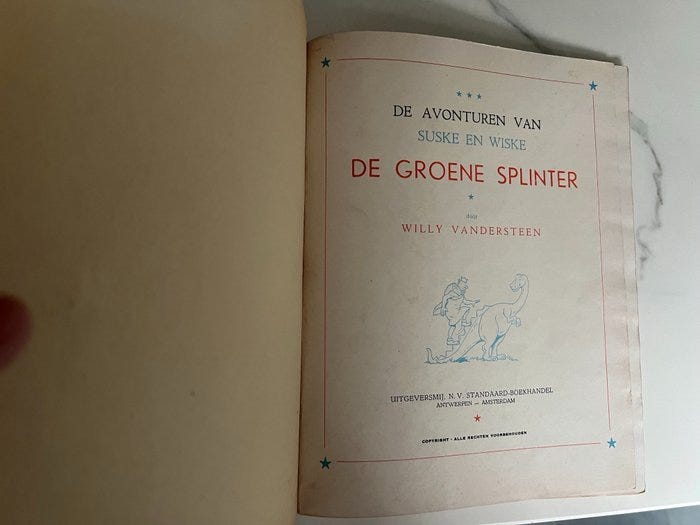 DE AVONTUREN VAN
SUSKE EN WISKE
DE GROENE SPLINTER
door
WILLY VANDERSTEEN
UITGEVERSMIJ. N. V. STANDAARD-BOEKHANDEL
ANTWERPEN — AMSTERDAM
COPYRIGHT - ALLE RECHTEN VOORBEHOUDEN